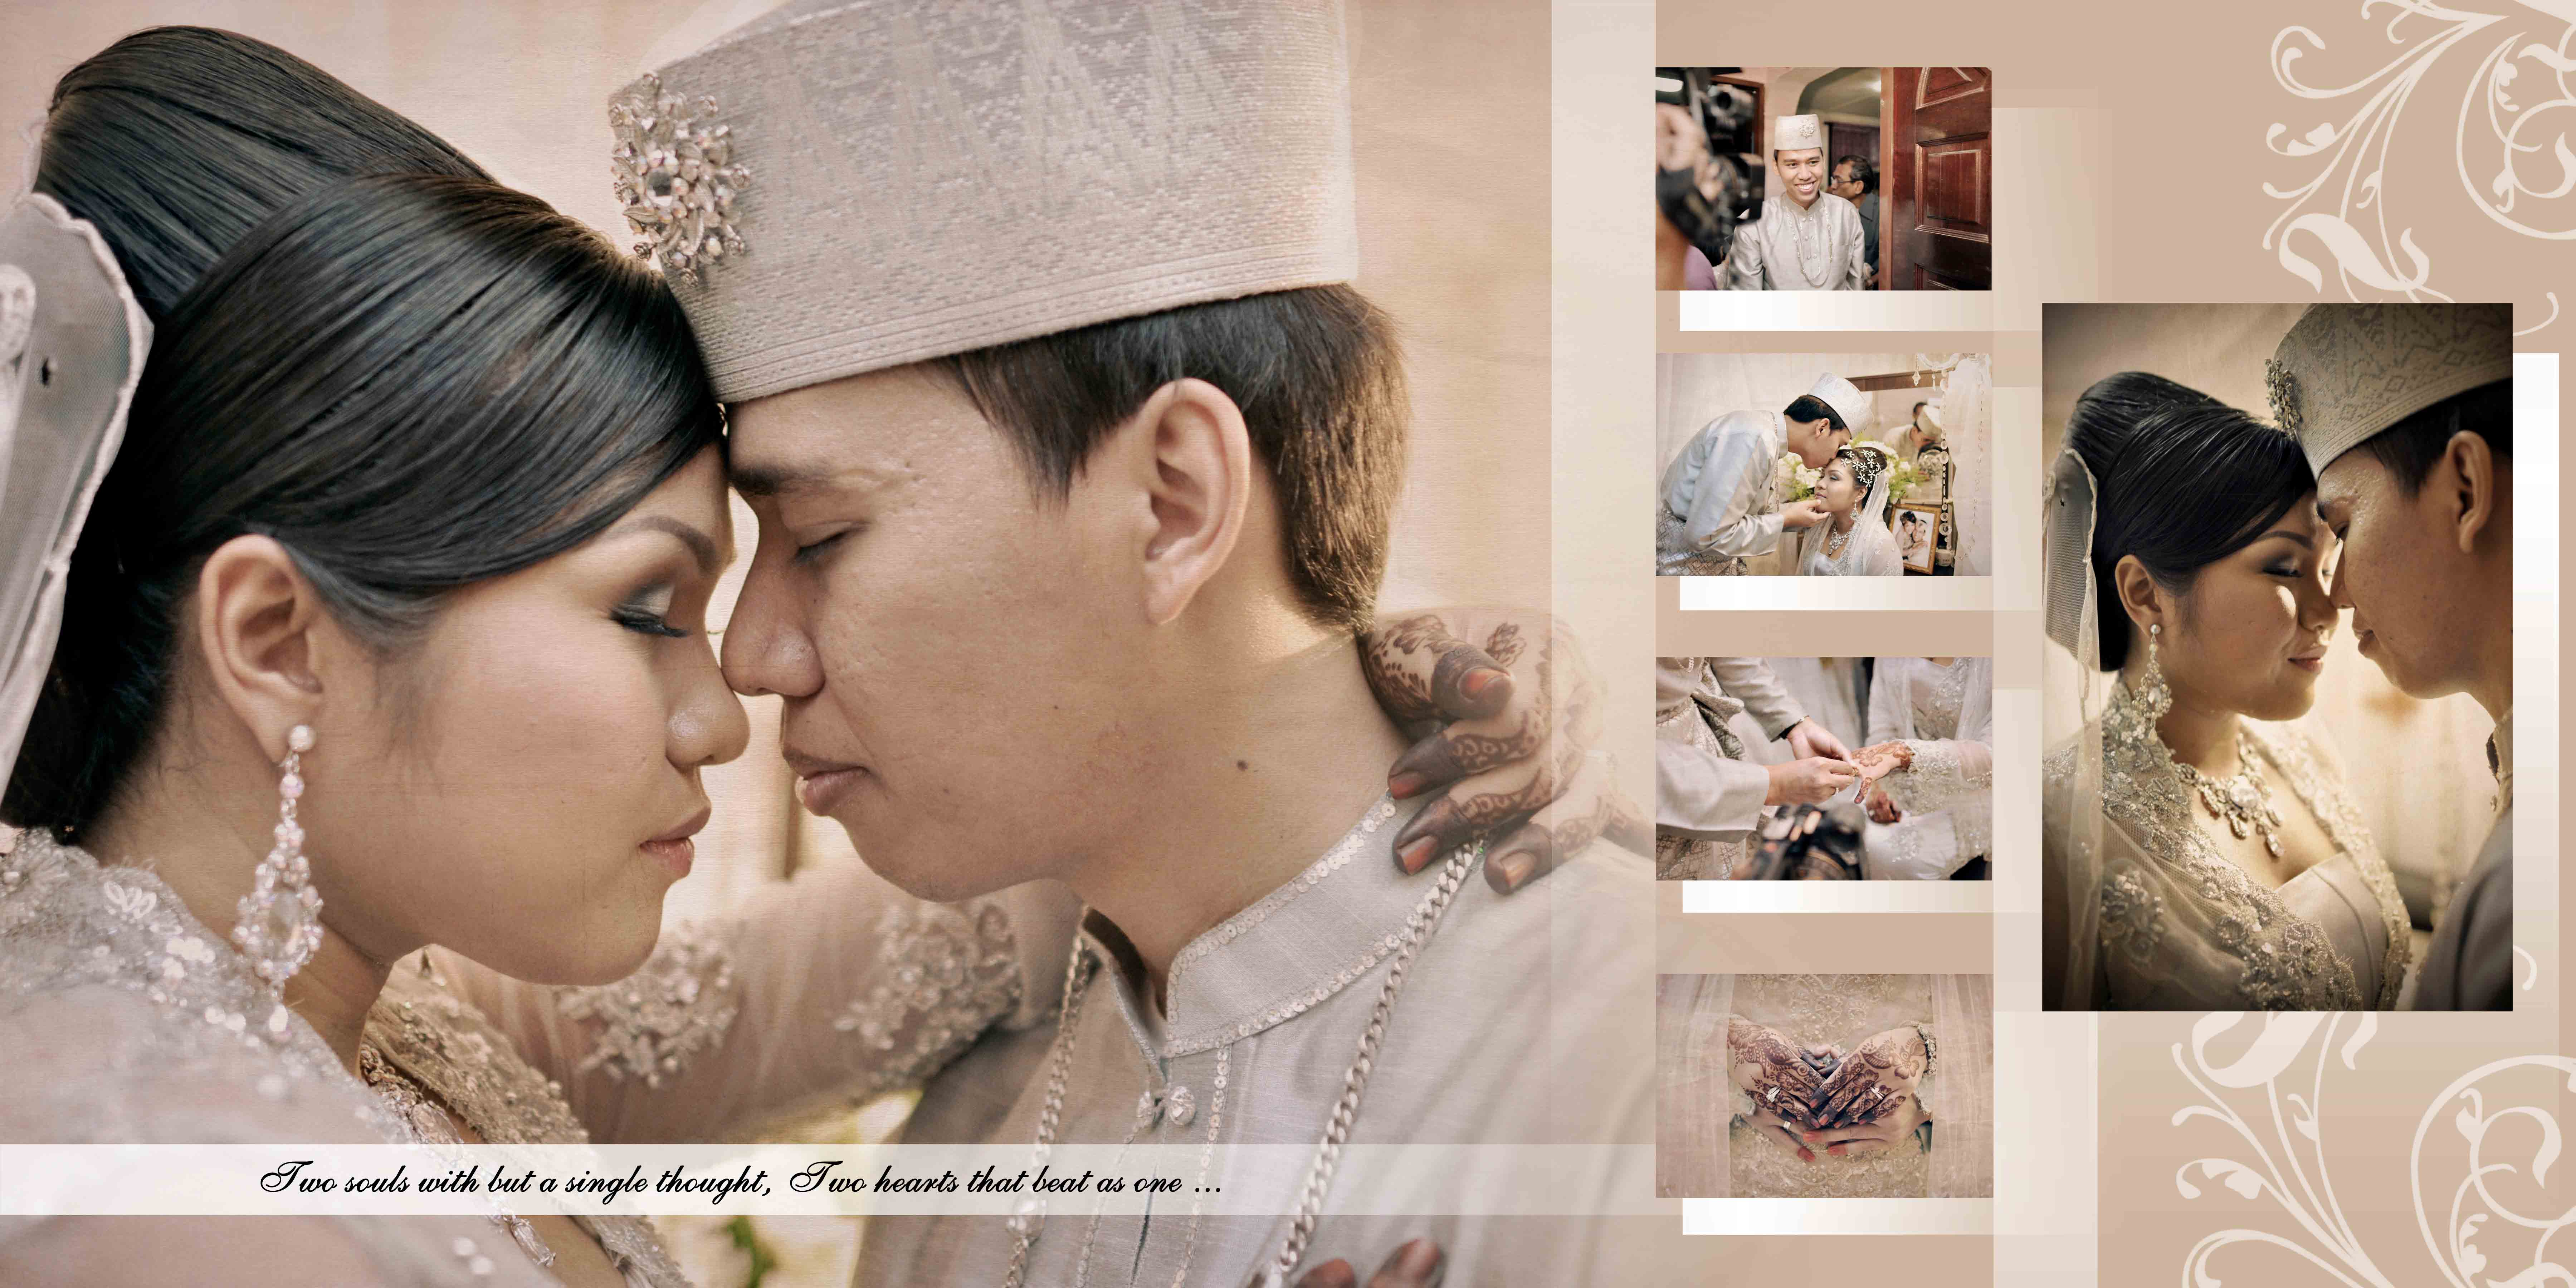 Two souls with but a single thought, Two hearts that beat as one ...